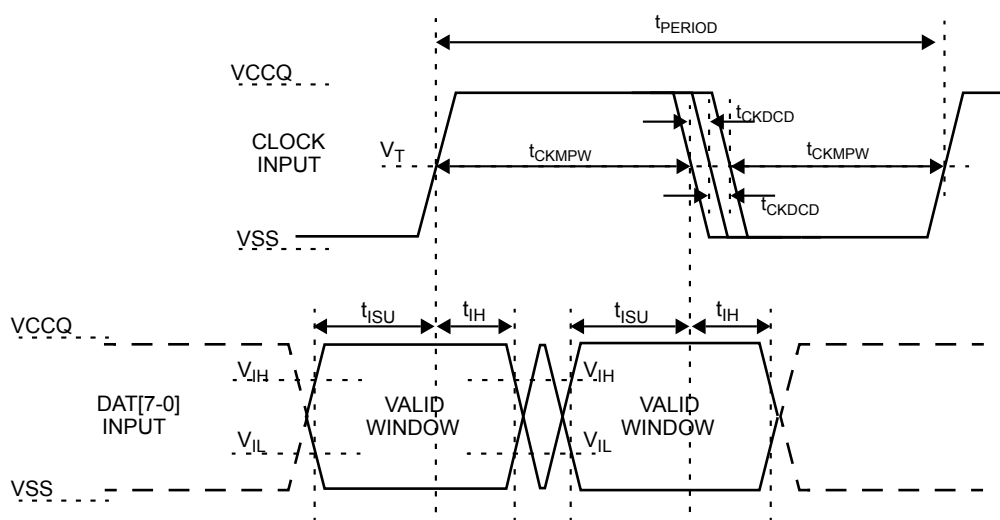 tPERIOD
VCCQ
tCKDCD
CLOCK
INPUT
VT
tCKMPW
tCKMPW
tCKDCD
VSS
VCCQ
tISU
tIH
tISU
tIH
VIH
VIH
DAT[7-0]
INPUT
VALID
WINDOW
VALID
WINDOW
VIL
VIL
VSS